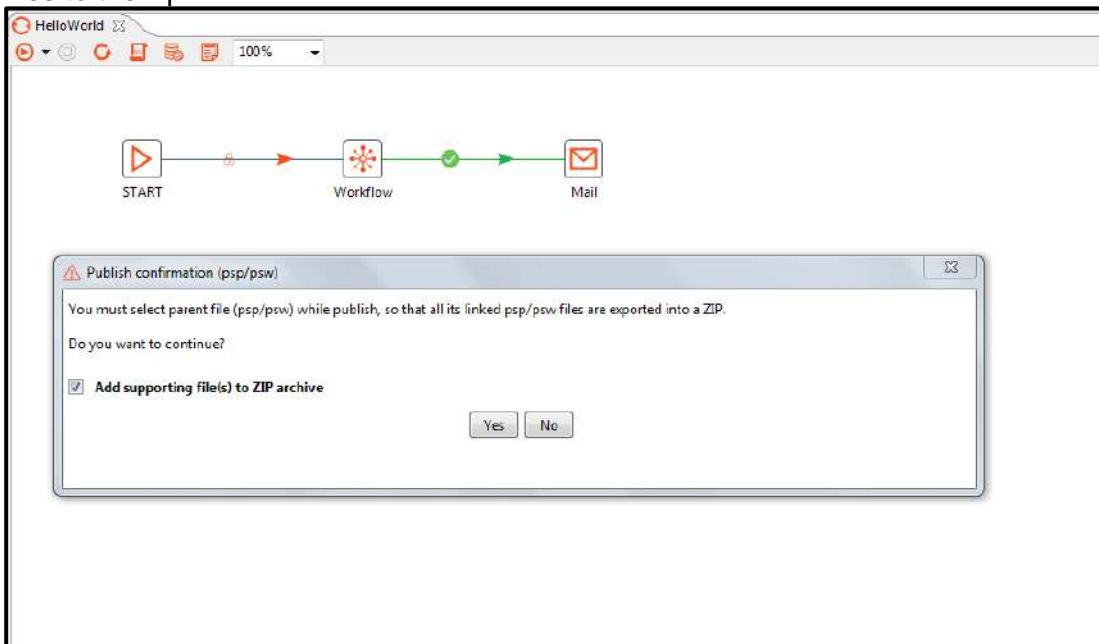 HelloWorld
100%
START
Workflow
Mail
Publish confirmation (psp/psw)
You must select parent file (psp/psw) while publish, so that all its linked psp/psw files are exported into a ZIP.
Do you want to continue?
Add supporting file(s) to ZIP archive
Yes No